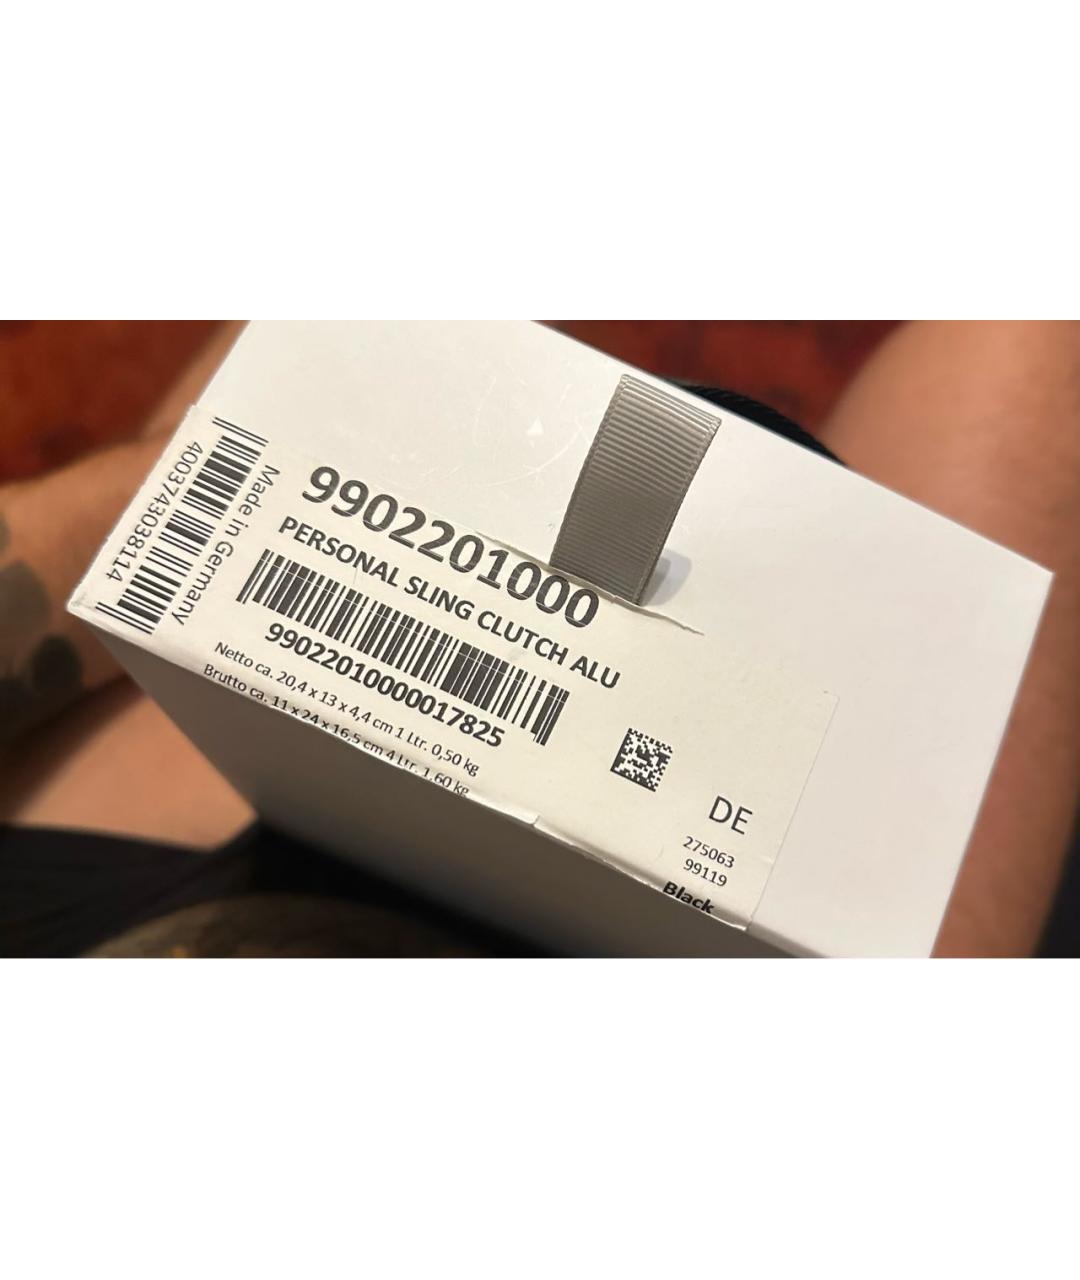 4003743038114
Made in Germany
9902201000
PERSONAL SLING CLUTCH ALU
99022010000017825
Netto ca. 20,4 x 13 x 4,4 cm 1 Ltr. 0,50 kg
Brutto ca. 11 x 24 x 16,5 cm 4 Ltr. 1,60 kg
DE
275063
99119
Black